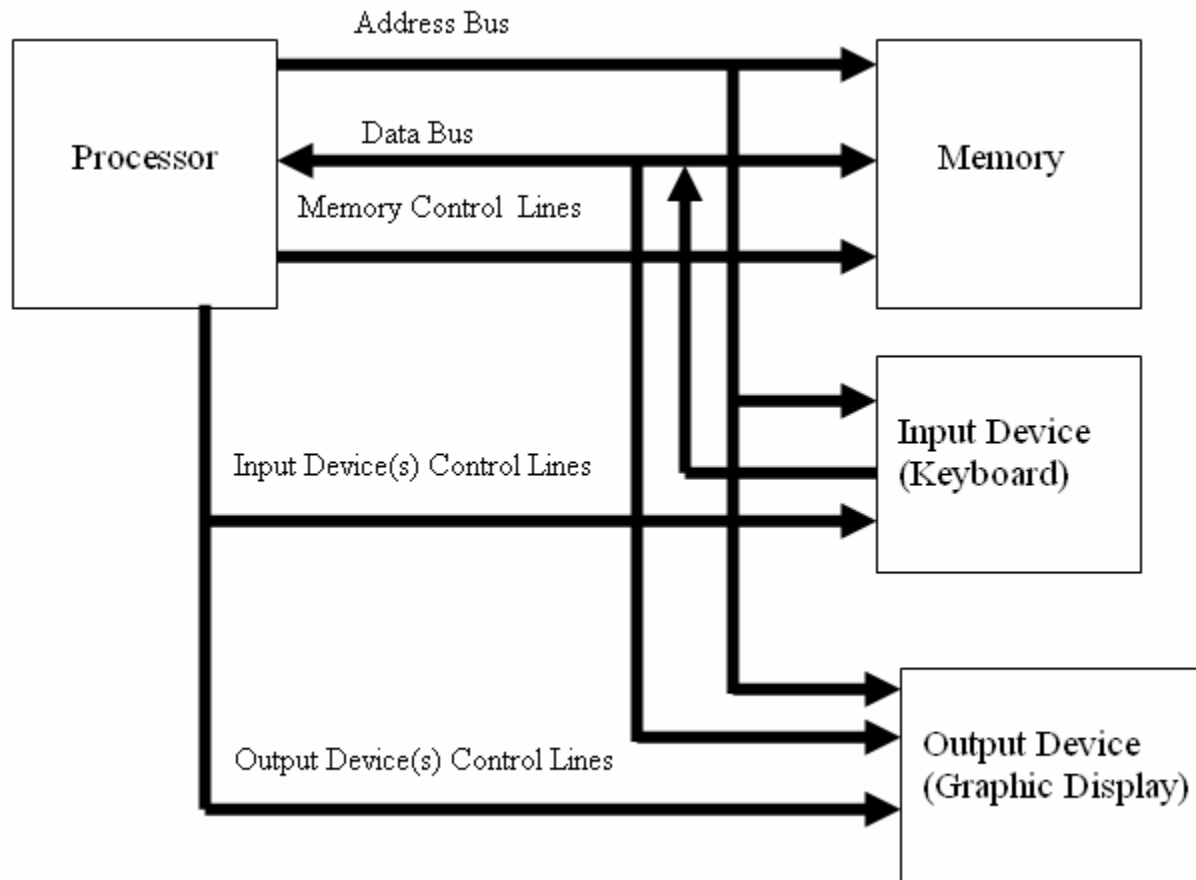 Address Bus
Processor
Data Bus
Memory
Memory Control Lines
Input Device(s) Control Lines
Input Device
(Keyboard)
Output Device(s) Control Lines
Output Device
(Graphic Display)